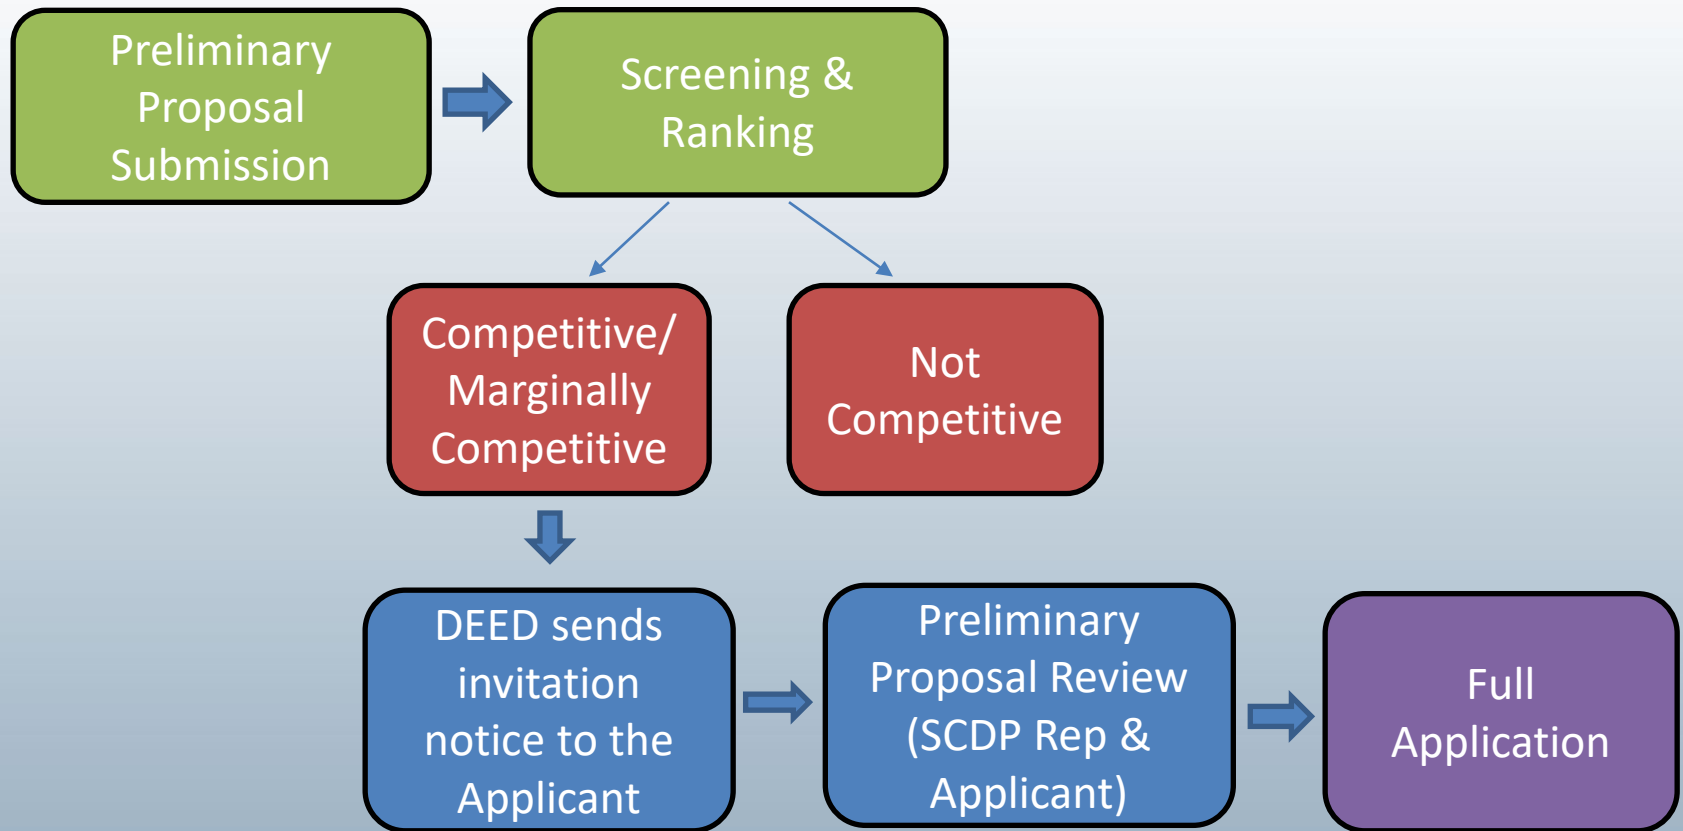 Preliminary
Proposal
Submission
Screening &
Ranking
Competitive/
Marginally
Competitive
Not
Competitive
DEED sends
invitation
notice to the
Applicant
Preliminary
Proposal Review
(SCDP Rep &
Applicant)
Full
Application